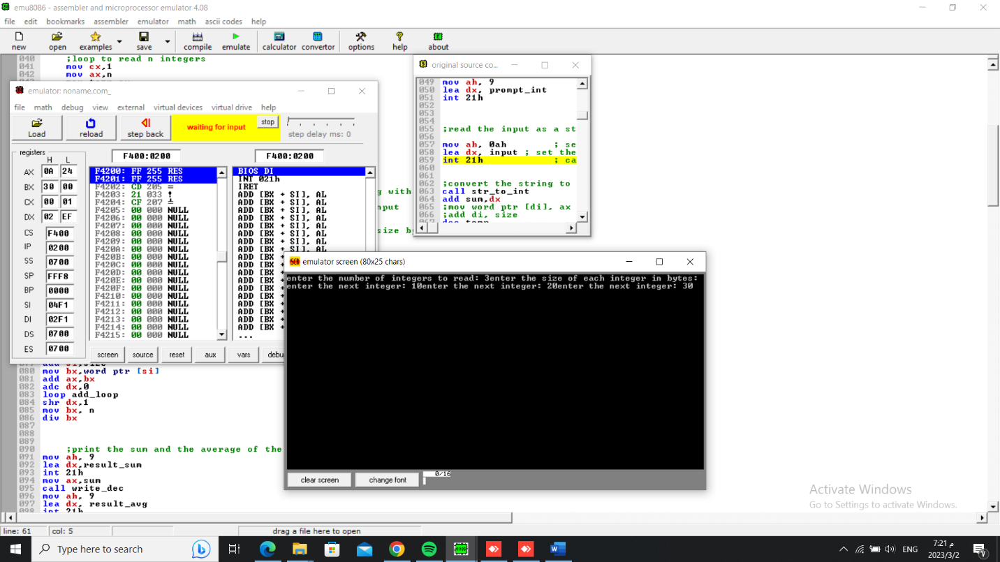 emu8086 - assembler and microprocessor emulator 4.08
file edit bookmarks assembler emulator math ascii codes help
new open examples save compile emulate calculator convertor options help about
040 ;loop to read n integers
041 mov cx,1
042 mov ax,n
emulator: noname.com_
file math debug view external virtual devices virtual drive help
Load reload step back waiting for input stop step delay ms: 0
registers F400:0200 F400:0200
H L
AX 0A 24
BX 30 00
CX 00 01
DX 02 EF
CS F400
IP 0200
SS 0700
SP FFF8
BP 0000
SI 04F1
DI 02F1
DS 0700
ES 0700
F4200: FF 255 RES
F4201: FF 255 RES
F4202: CD 205 =
F4203: 21 033 !
F4204: CF 207 ╧
F4205: 00 000 NULL
F4206: 00 000 NULL
F4207: 00 000 NULL
F4208: 00 000 NULL
F4209: 00 000 NULL
F420A: 00 000 NULL
F420B: 00 000 NULL
F420C: 00 000 NULL
F420D: 00 000 NULL
F420E: 00 000 NULL
F420F: 00 000 NULL
F4210: 00 000 NULL
F4211: 00 000 NULL
F4212: 00 000 NULL
F4213: 00 000 NULL
F4214: 00 000 NULL
F4215: 00 000 NULL
BIOS DI
INT 021h
IRET
ADD [BX + SI], AL
ADD [BX + SI], AL
ADD [BX + SI], AL
ADD [BX + SI], AL
ADD [BX + SI], AL
ADD [BX + SI], AL
ADD [BX + SI], AL
ADD [BX + SI], AL
ADD [BX +
ADD [BX +
ADD [BX +
ADD [BX +
ADD [BX +
ADD [BX +
ADD [BX +
ADD [BX +
ADD [BX +
ADD [BX +
...
screen source reset aux vars debu
g with
nput
size by
original source co...
049 mov ah, 9
050 lea dx, prompt_int
051 int 21h
052
053
054
055 ;read the input as a st
056
057 mov ah, 0ah ; se
058 lea dx, input ; set the
059 int 21h ; ca
060
061
062 ;convert the string to
063 call str_to_int
064 add sum,dx
065 ;mov word ptr [di], ax
066 ;add di, size
067 dec temp
emulator screen (80x25 chars)
enter the number of integers to read: 3enter the size of each integer in bytes:
enter the next integer: 10enter the next integer: 20enter the next integer: 30
clear screen change font 0/16
079 add si,size
080 mov bx,word ptr [si]
081 add ax,bx
082 adc dx,0
083 loop add_loop
084 shr dx,1
085 mov bx, n
086 div bx
087
088
089
090 ;print the sum and the average of the
091 mov ah, 9
092 lea dx,result_sum
093 int 21h
094 mov ax,sum
095 call write_dec
096 mov ah, 9
097 lea dx, result_avg
098 int 21h
Activate Windows
Go to Settings to activate Windows.
line: 61 col: 5 drag a file here to open
Type here to search
ENG
7:21 م
2023/3/2